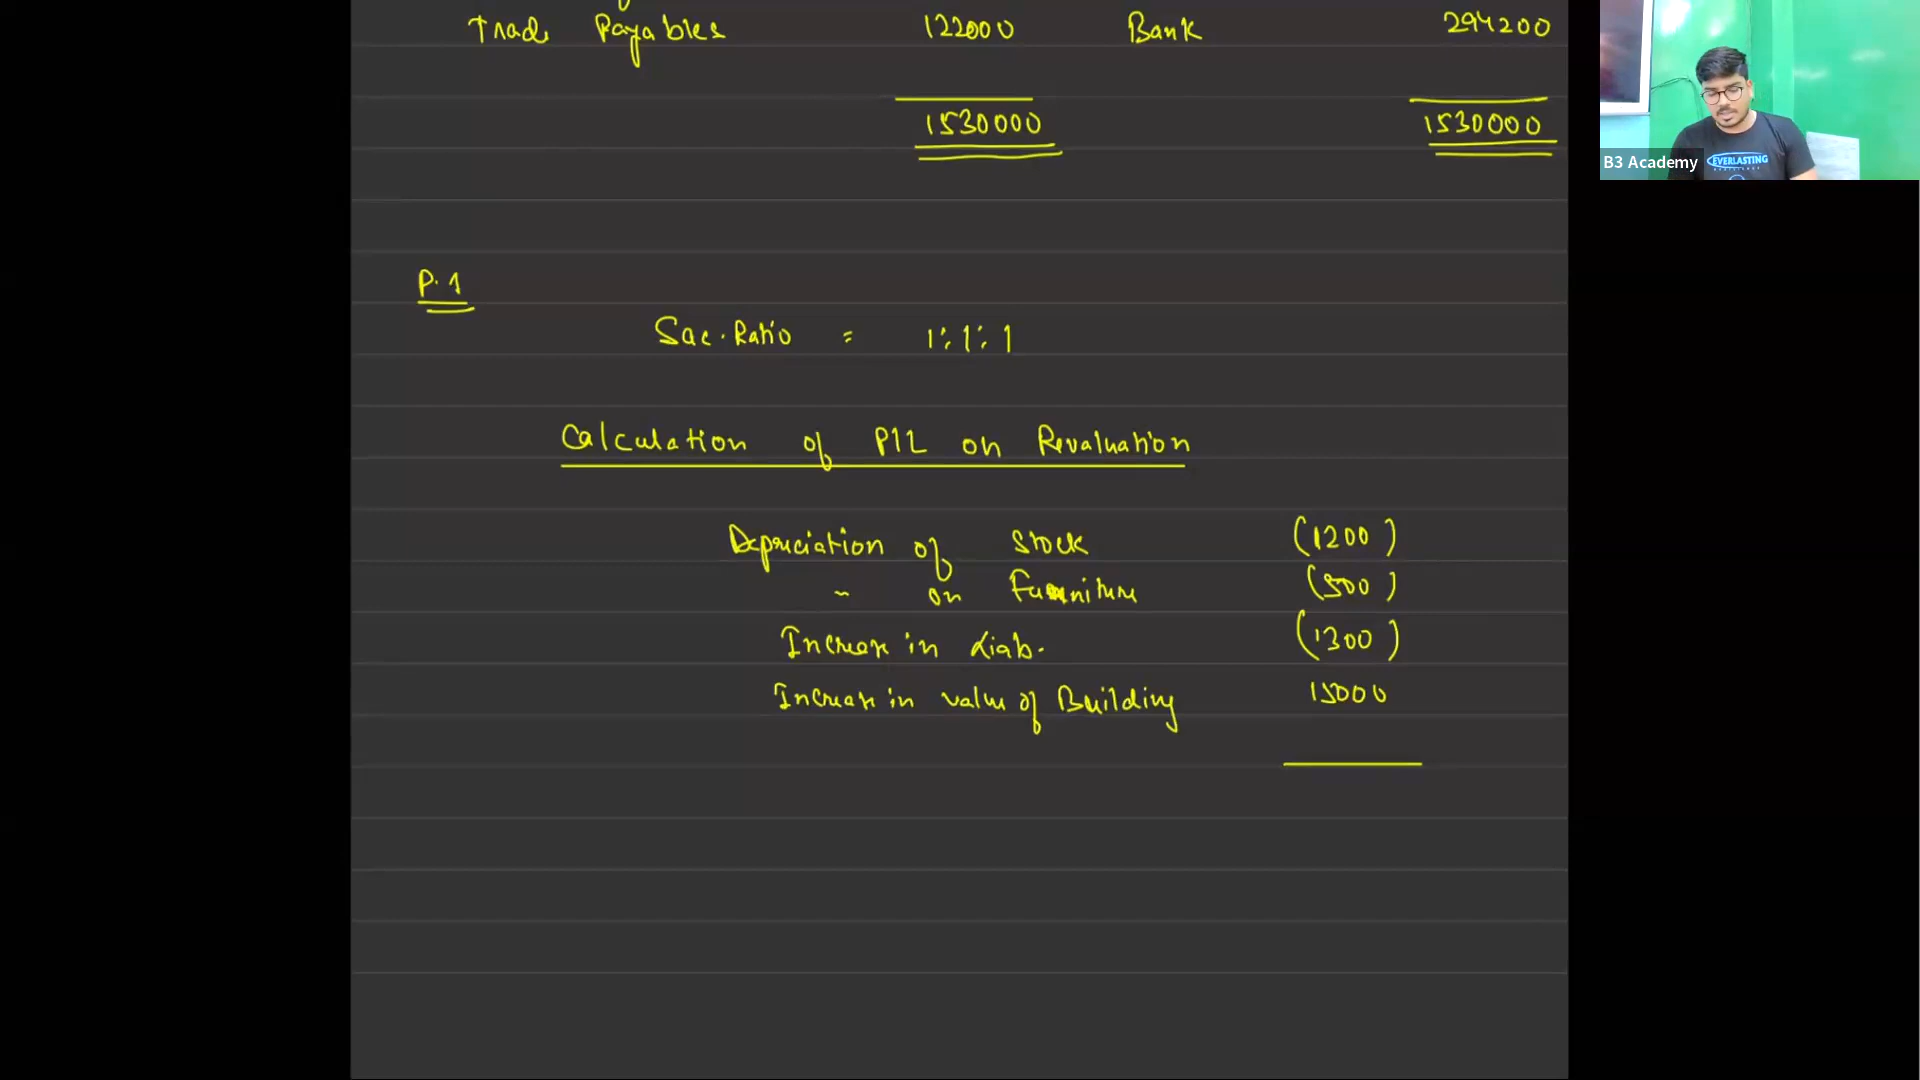 Trade Payables 122000 Bank 294200
1530000 1530000
P.1
Sac. Ratio = 1:1:1
Calculation of P/L on Revaluation
Depreciation of Stock (1200)
" on Furniture (500)
Increase in Liab. (1300)
Increase in value of Building 15000
B3 Academy
EVERLASTING